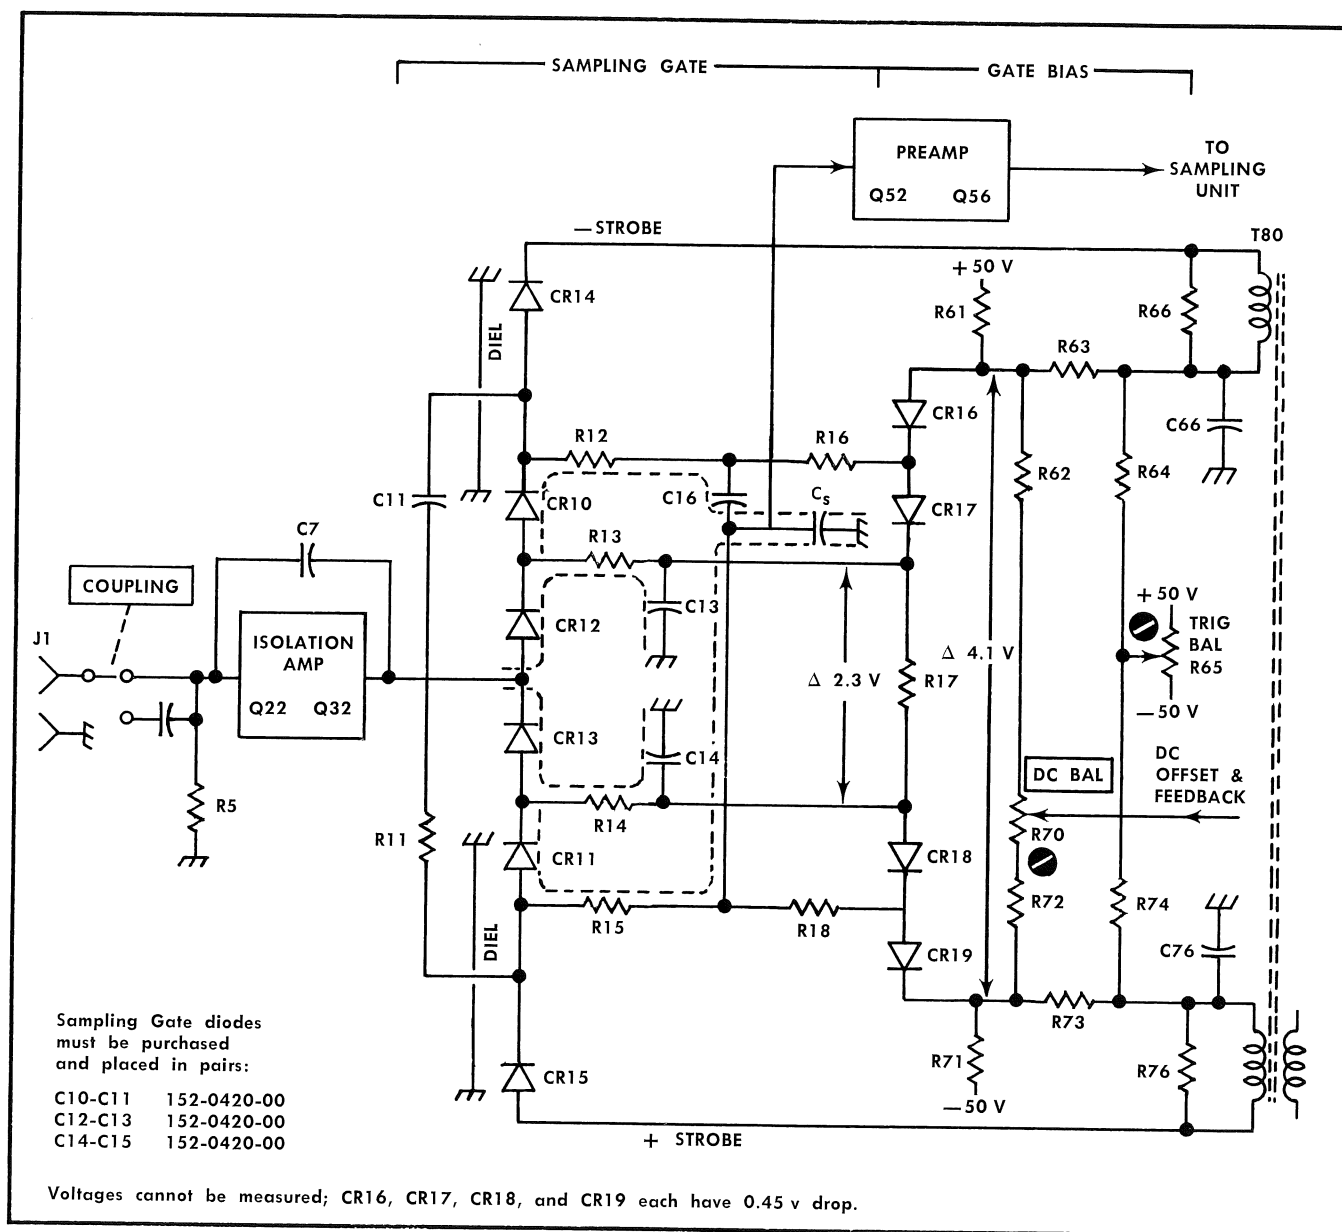 SAMPLING GATE
GATE BIAS
PREAMP
Q52 Q56
TO
SAMPLING
UNIT
— STROBE
T80
+ 50 V
CR14
R61
R66
DIEL
R63
CR16
C66
R12
R16
R62
R64
C11
CR10
C16
Cs
CR17
C7
R13
COUPLING
+ 50 V
C13
TRIG
BAL
R65
J1
ISOLATION
AMP
Q22 Q32
CR12
Δ 2.3 V
Δ 4.1 V
R17
— 50 V
CR13
C14
DC BAL
DC
OFFSET &
FEEDBACK
R5
R14
R11
R70
CR11
CR18
R72
R74
R15
R18
DIEL
CR19
C76
R73
Sampling Gate diodes
must be purchased
and placed in pairs:
C10-C11 152-0420-00
C12-C13 152-0420-00
C14-C15 152-0420-00
CR15
R71
R76
— 50 V
+ STROBE
Voltages cannot be measured; CR16, CR17, CR18, and CR19 each have 0.45 v drop.